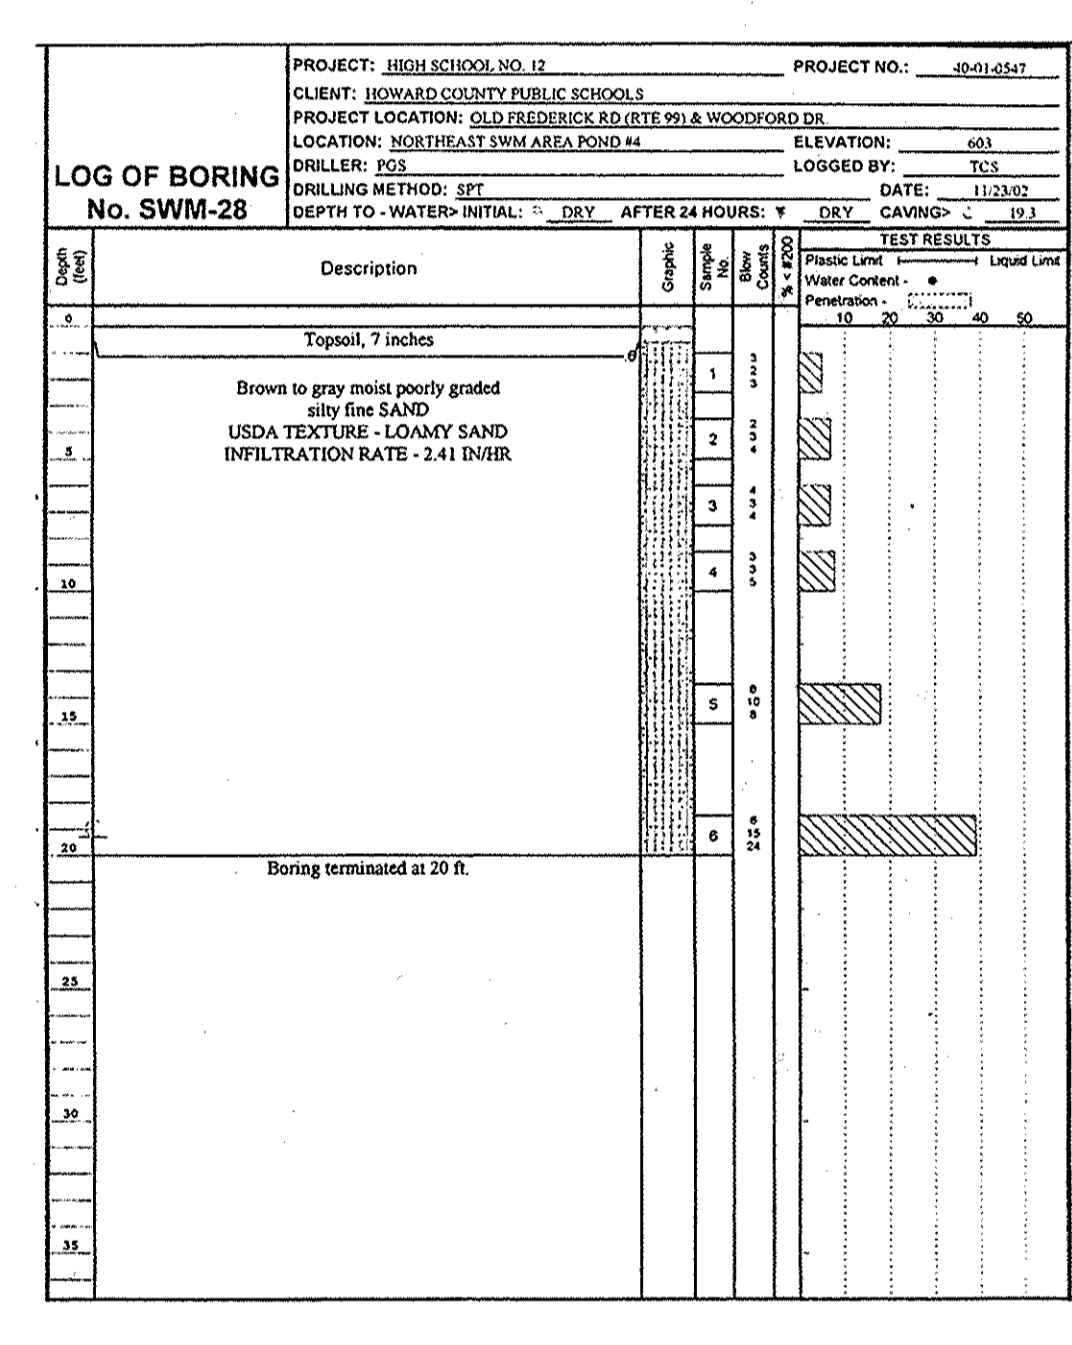 PROJECT: HIGH SCHOOL NO. 12 PROJECT NO.: 40-01-0547
CLIENT: HOWARD COUNTY PUBLIC SCHOOLS
PROJECT LOCATION: OLD FREDERICK RD (RTE 99) & WOODFORD DR.
LOCATION: NORTHEAST SWM AREA POND #4 ELEVATION: 603
LOG OF BORING No. SWM-28
DRILLER: PGS LOGGED BY: TCS
DRILLING METHOD: SPT DATE: 11/23/02
DEPTH TO - WATER> INITIAL: DRY AFTER 24 HOURS: DRY CAVING> 19.3
Depth (feet) Description Graphic Sample No. Blow Counts % < #200 TEST RESULTS
Plastic Limit Liquid Limit
Water Content -
Penetration -
10 20 30 40 50
0
Topsoil, 7 inches
.6
1 3 2 3
Brown to gray moist poorly graded
silty fine SAND
USDA TEXTURE - LOAMY SAND
2 2 3 4
5 INFILTRATION RATE - 2.41 IN/HR
3 4 3 4
4 3 3 5
10
5 10 8
15
6 6 15 24
20
Boring terminated at 20 ft.
25
30
35